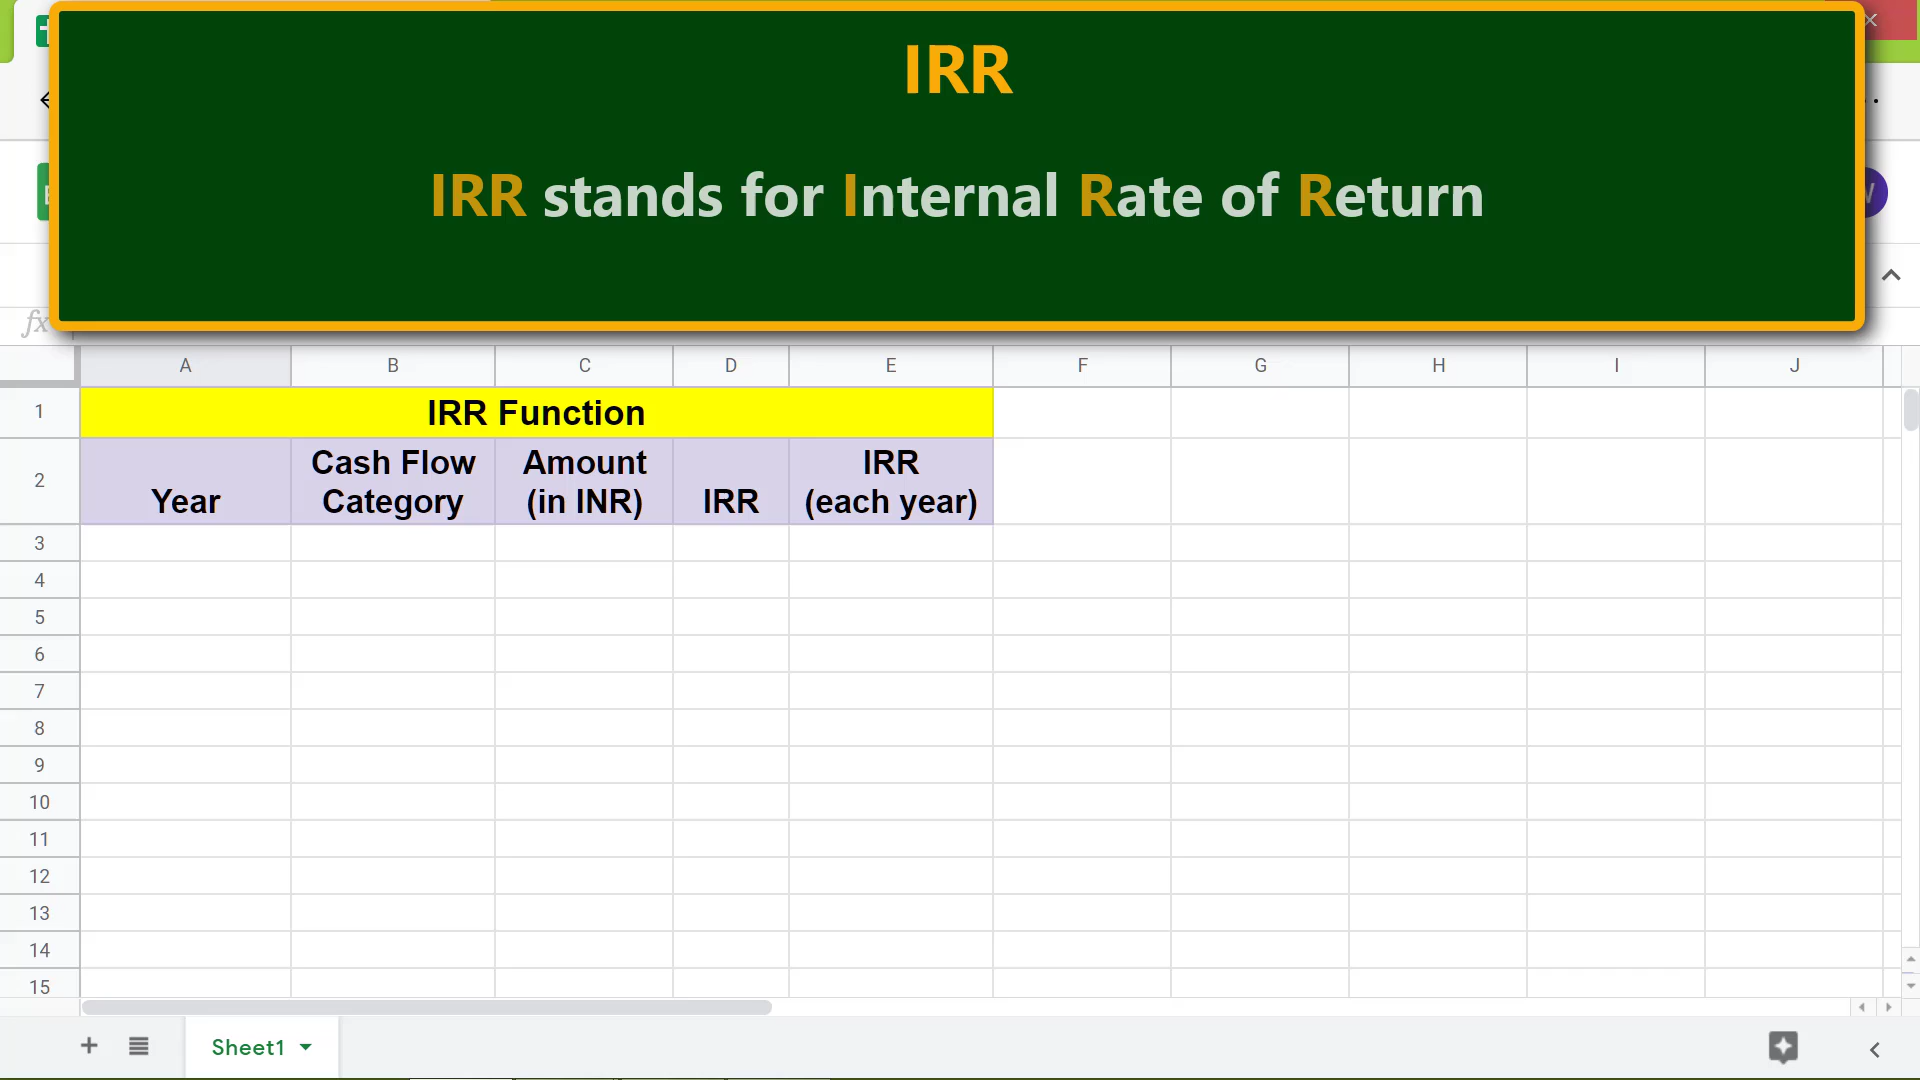 IRR
IRR stands for Internal Rate of Return
fx
A B C D E F G H I J
1 IRR Function
2 Year Cash Flow Category Amount (in INR) IRR IRR (each year)
3
4
5
6
7
8
9
10
11
12
13
14
15
Sheet1